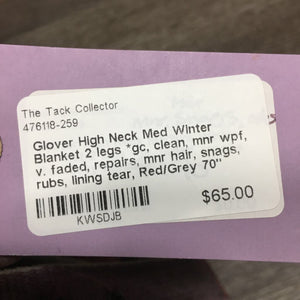 The Tack Collector
476118-259
Glover High Neck Med Winter
Blanket 2 legs *gc, clean, mnr wpf,
v. faded, repairs, mnr hair, snags,
rubs, lining tear, Red/Grey 70"
$65.00
KWSDJB